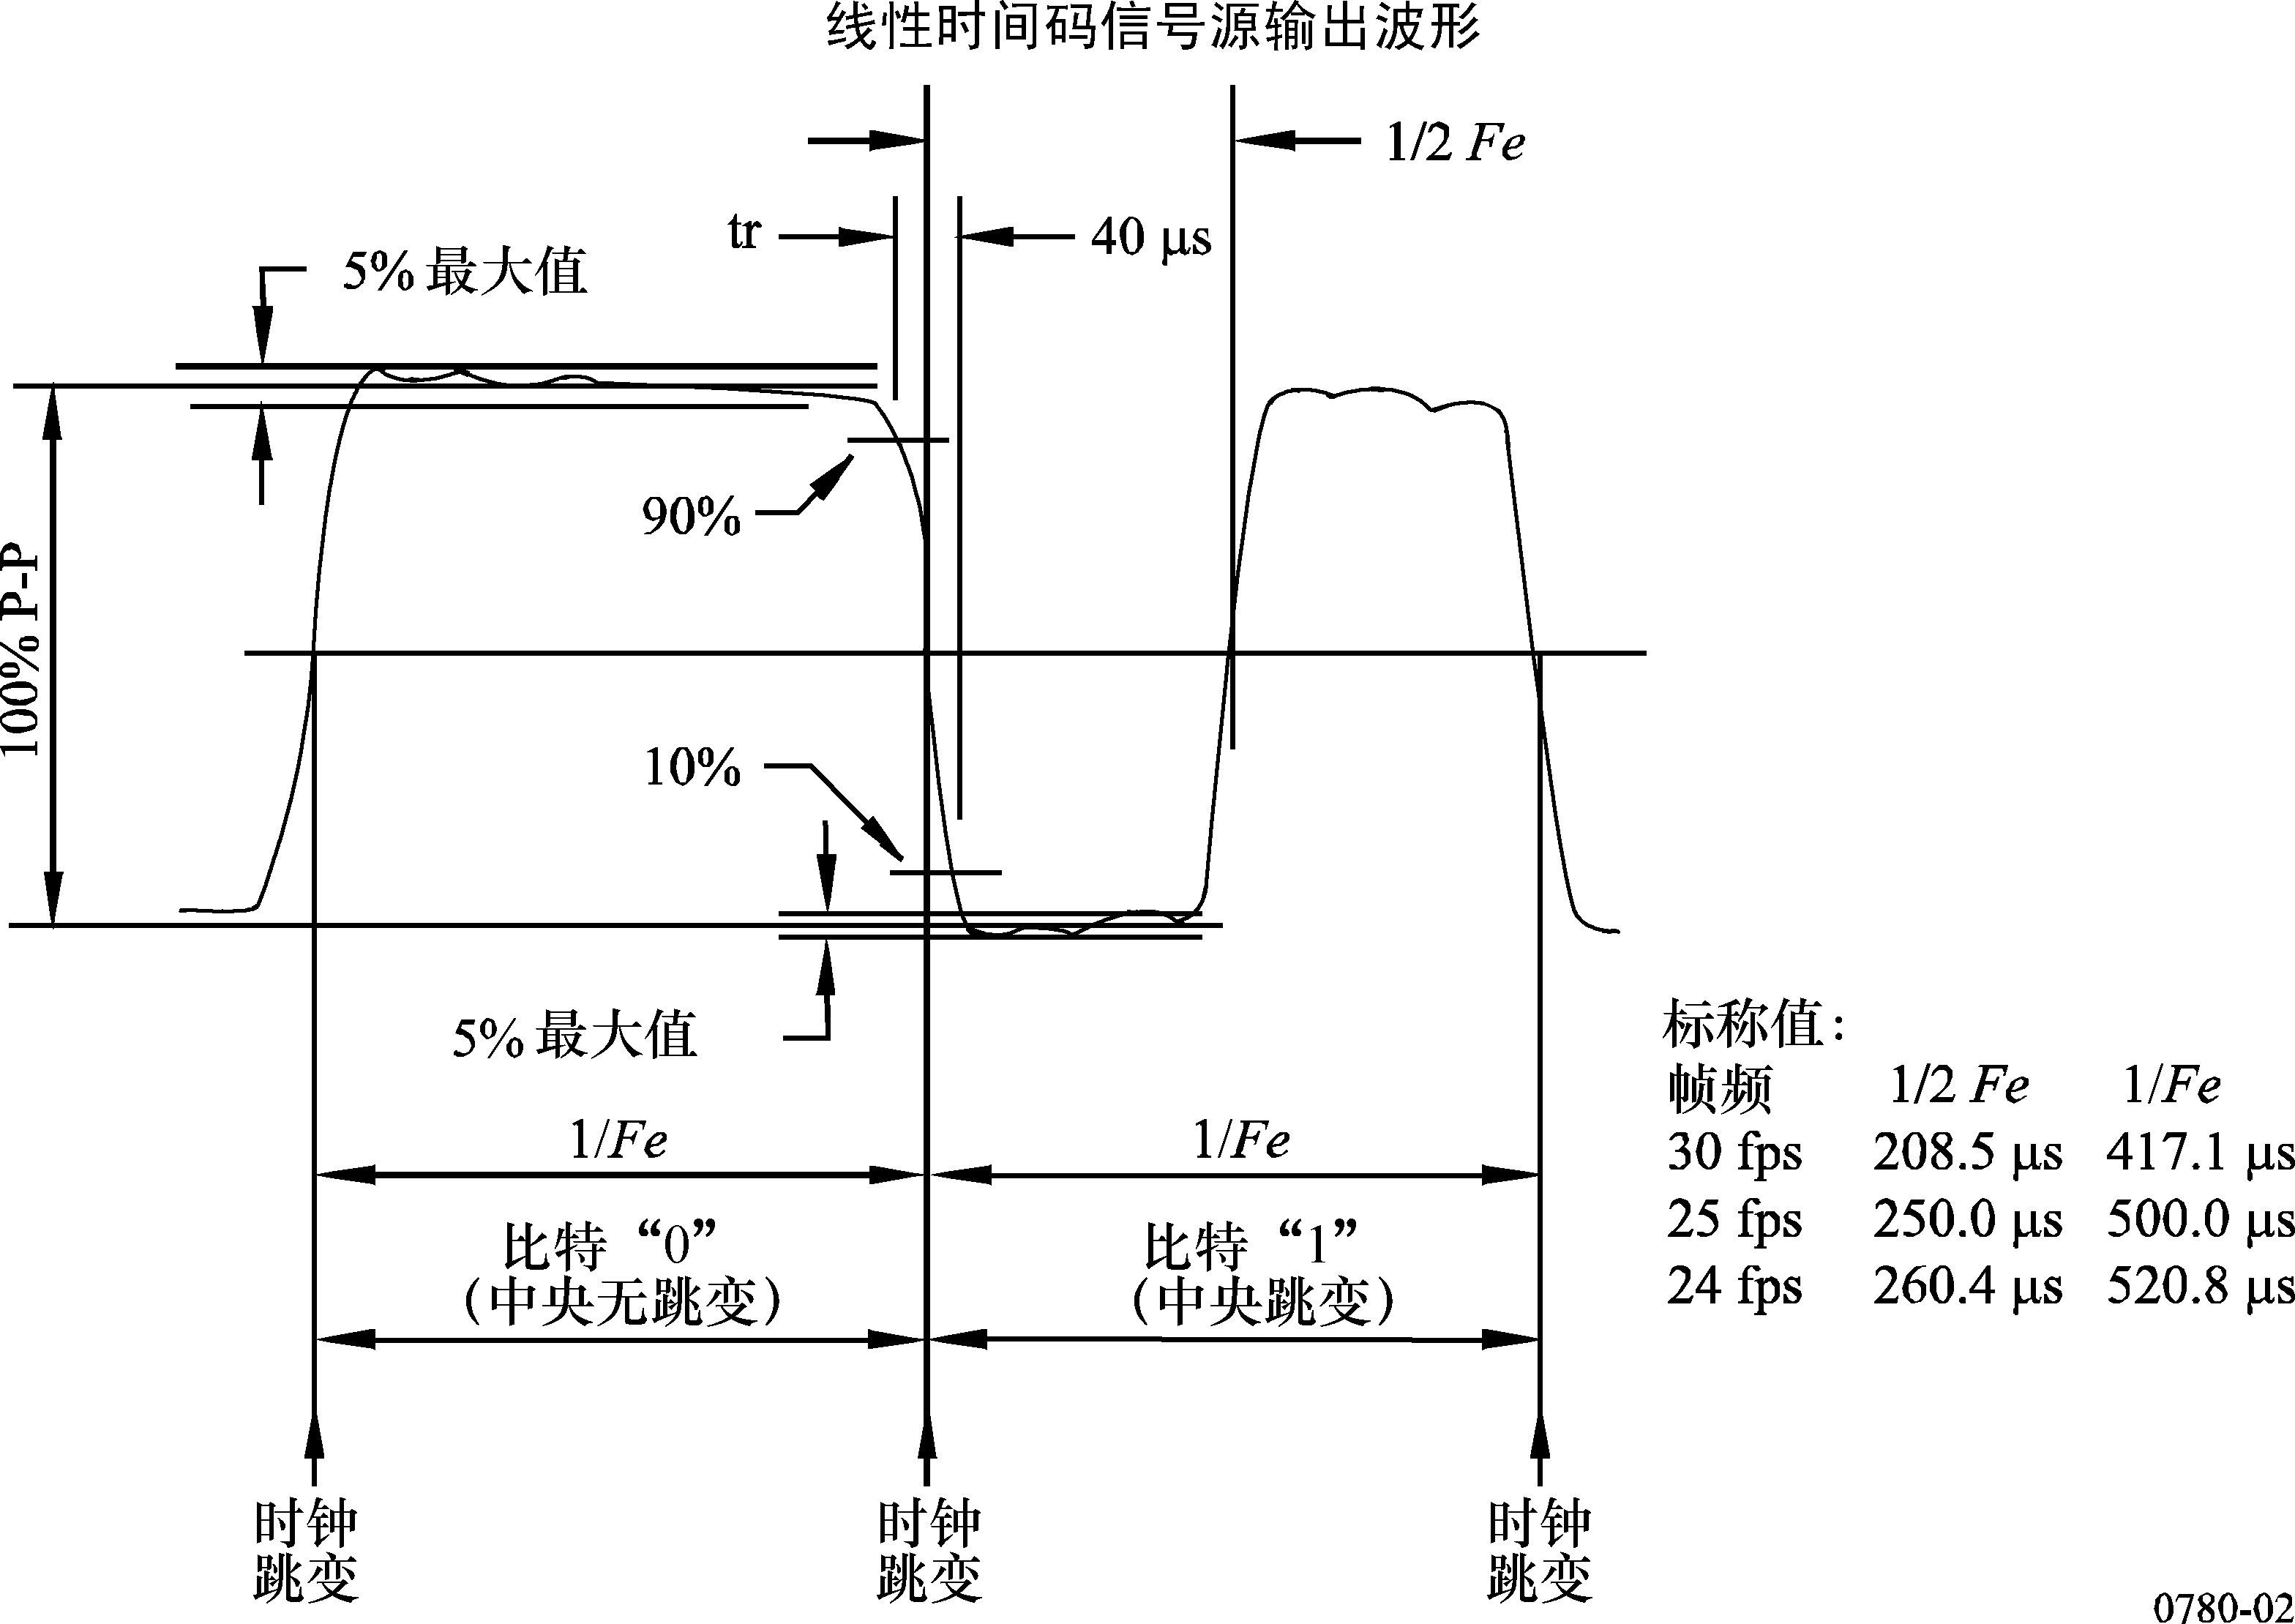 线性时间码信号源输出波形
1/2 Fe
tr
40 μs
5% 最大值
90%
100% P-P
10%
5% 最大值
标称值：
帧频 1/2 Fe 1/Fe
30 fps 208.5 μs 417.1 μs
25 fps 250.0 μs 500.0 μs
24 fps 260.4 μs 520.8 μs
1/Fe
1/Fe
比特“0”
（中央无跳变）
比特“1”
（中央跳变）
时钟
跳变
时钟
跳变
时钟
跳变
0780-02